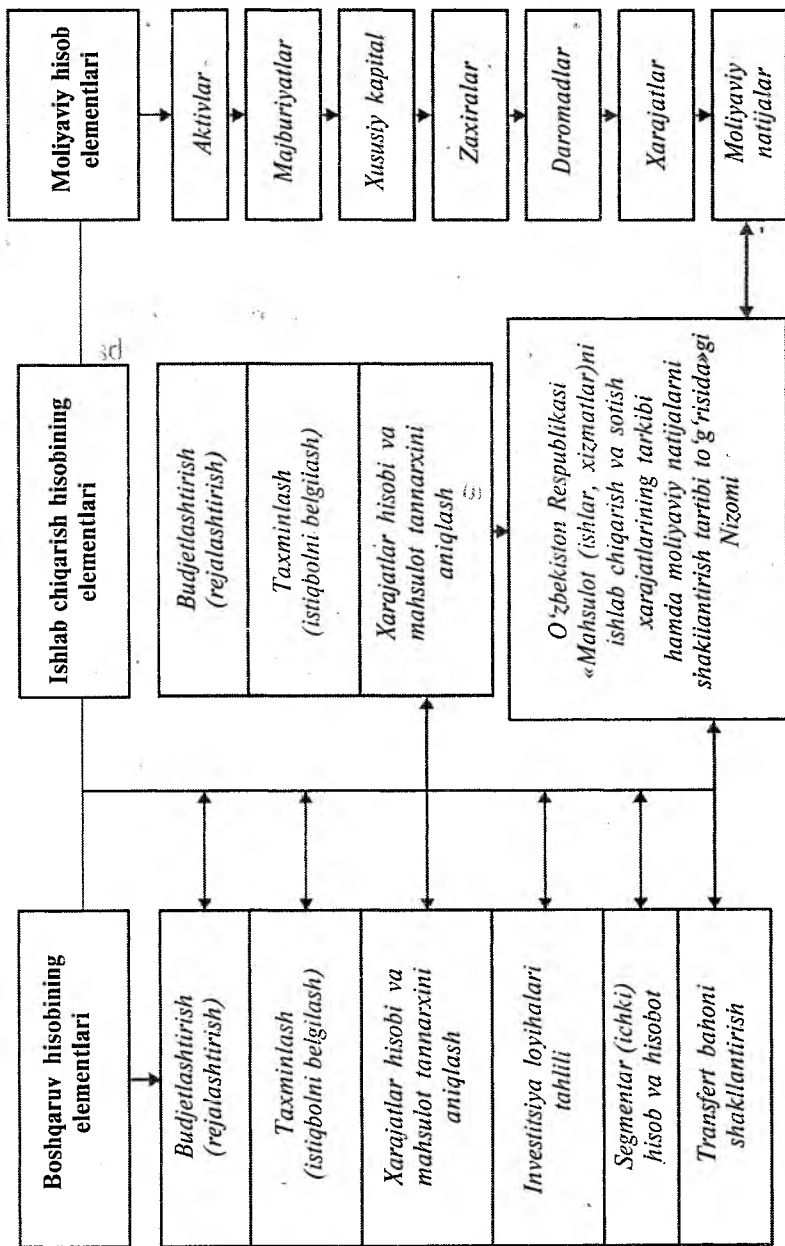 Boshqaruv hisobining
elementlari
Budjetlashtirish
(rejalashtirish)
Taxminlash
(istiqbolni belgilash)
Xarajatlar hisobi va
mahsulot tannarxini
aniqlash
Investitsiya loyihalari
tahlili
Segmentar (ichki)
hisob va hisobot
Transfert bahoni
shakllantirish
Ishlab chiqarish hisobining
elementlari
Budjetlashtirish
(rejalashtirish)
Taxminlash
(istiqbolni belgilash)
Xarajatlar hisobi va
mahsulot tannarxini
aniqlash
O‘zbekiston Respublikasi
«Mahsulot (ishlar, xizmatlar)ni
ishlab chiqarish va sotish
xarajatlarining tarkibi
hamda moliyaviy natijalarni
shakllantirish tartibi to‘g‘risida»gi
Nizomi
Moliyaviy hisob
elementlari
Aktivlar
Majburiyatlar
Xususiy kapital
Zaxiralar
Daromadlar
Xarajatlar
Moliyaviy
natijalar